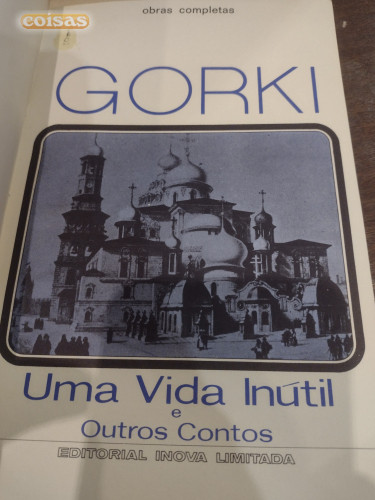 coisas
obras completas
GORKI
Uma Vida Inútil
e
Outros Contos
EDITORIAL INOVA LIMITADA